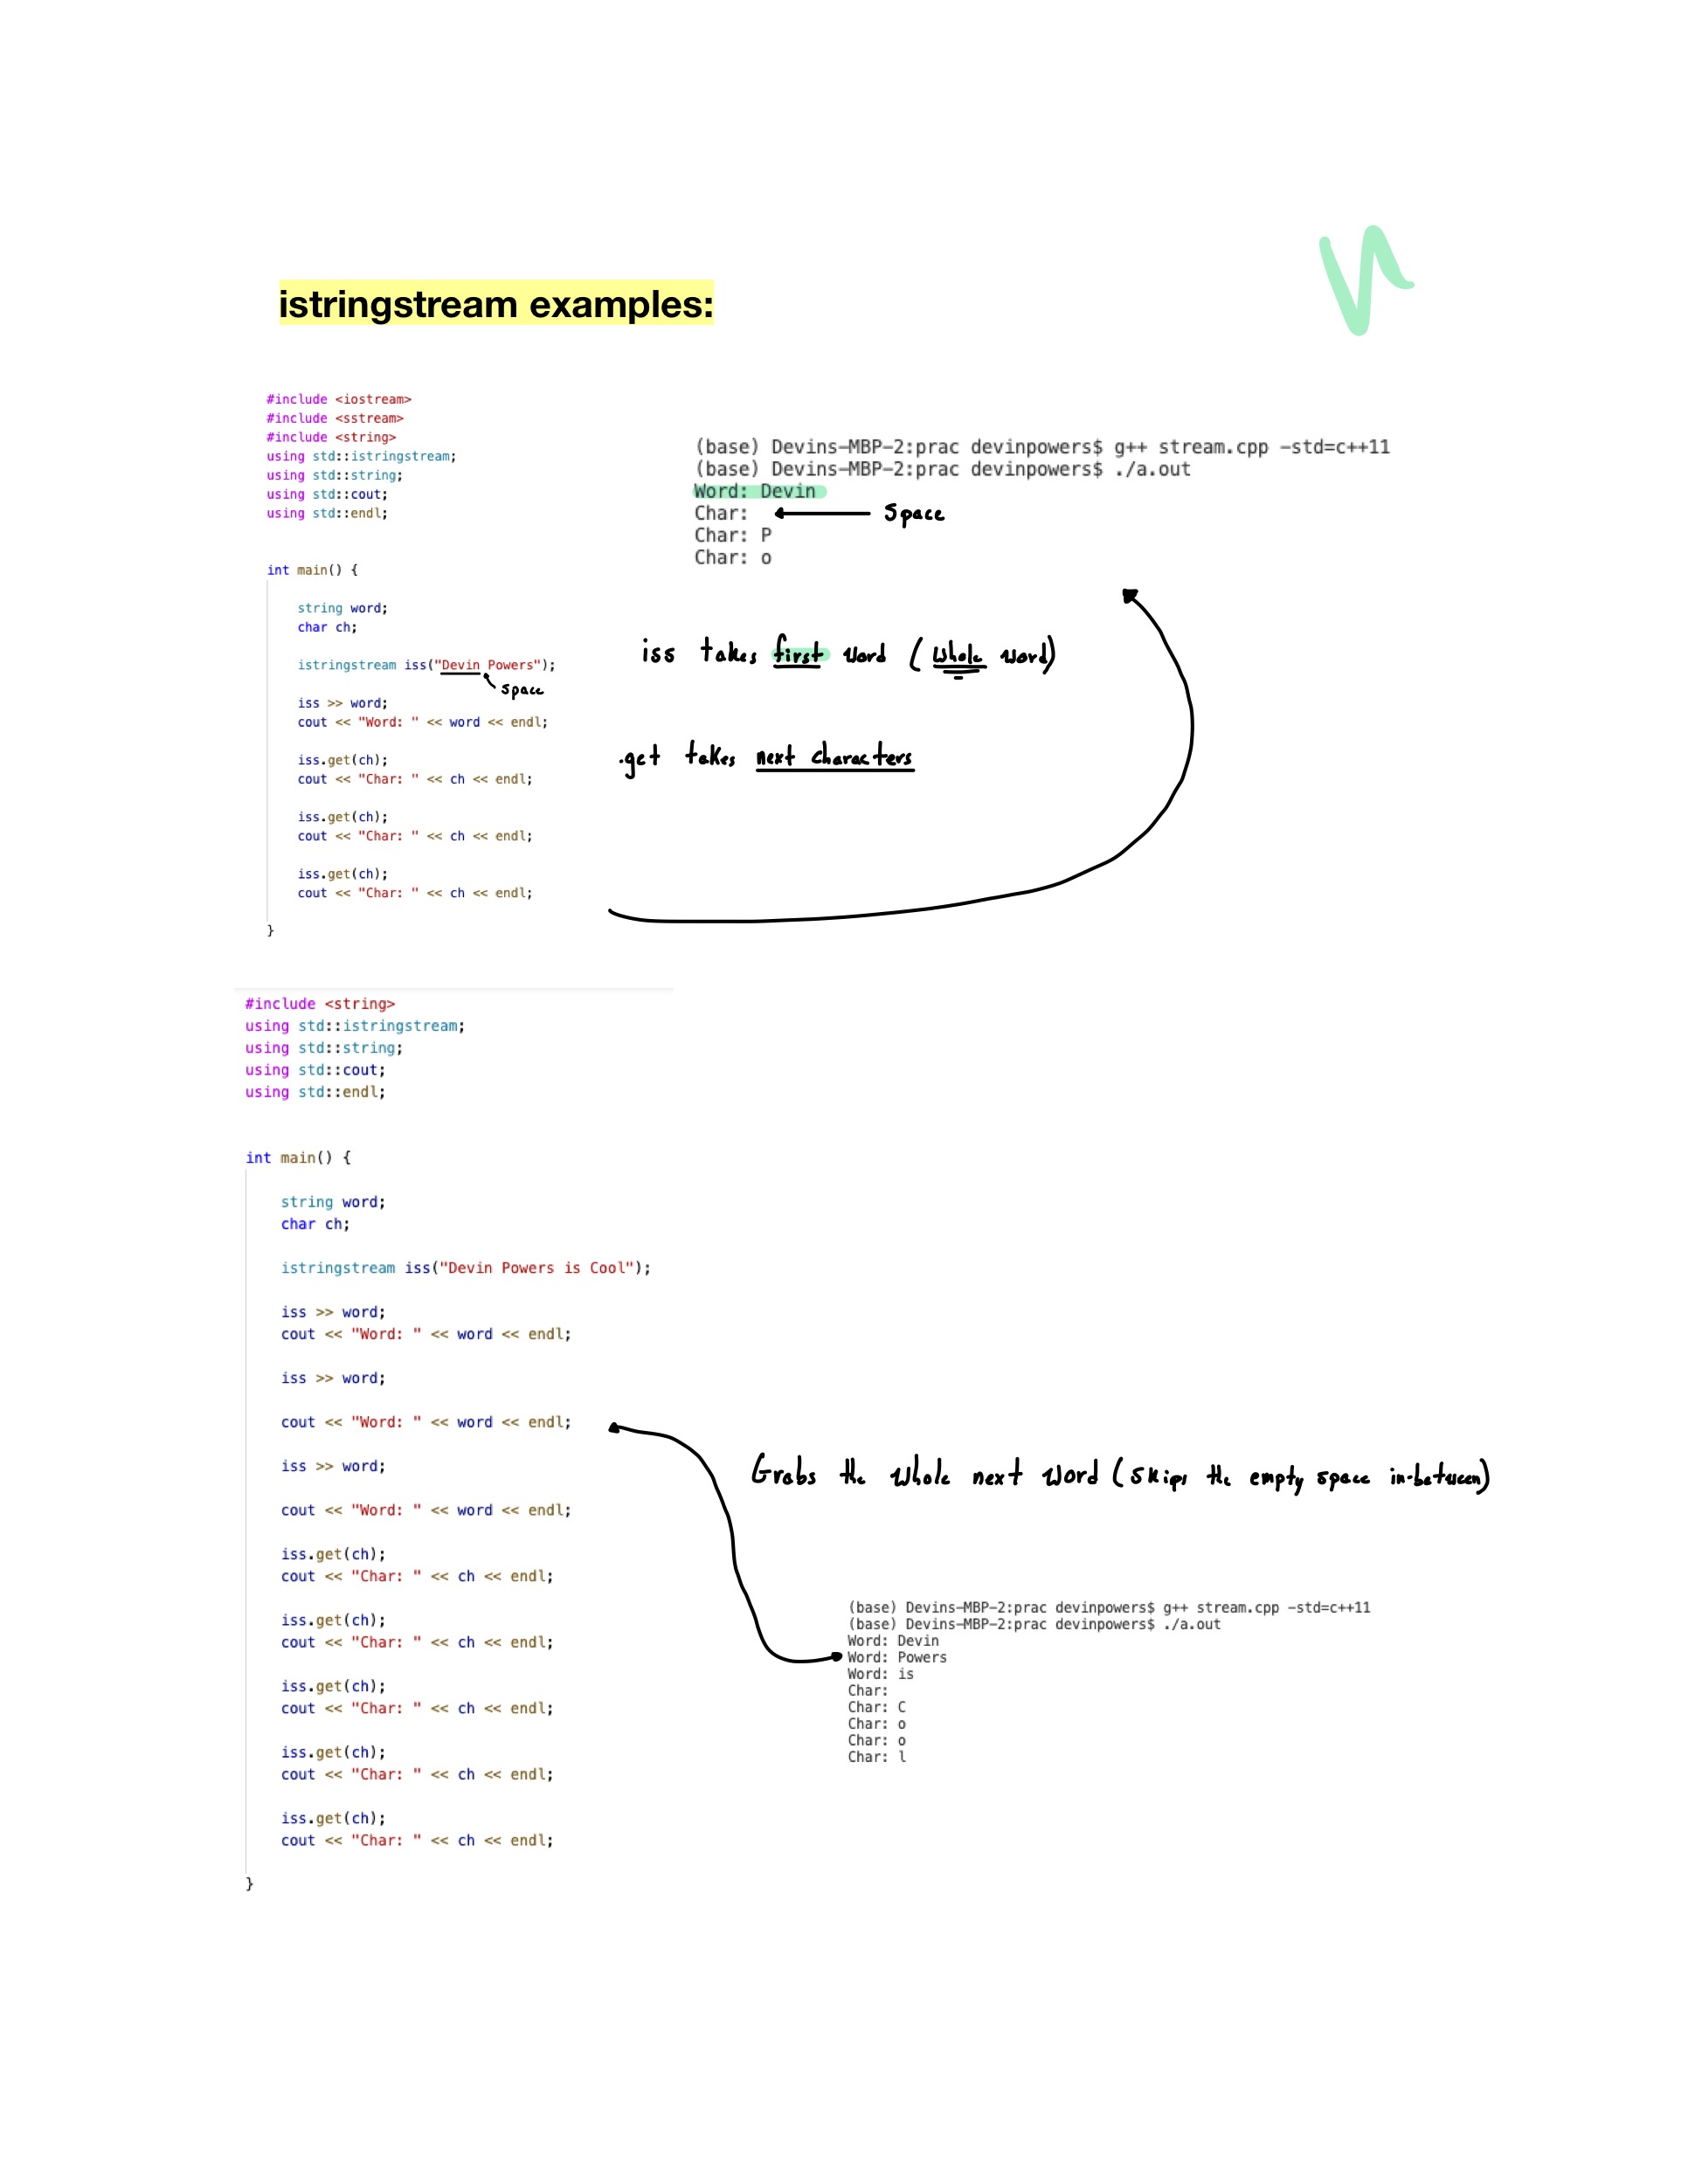 istringstream examples:
#include <iostream>
#include <sstream>
#include <string>
using std::istringstream;
using std::string;
using std::cout;
using std::endl;
int main() {
string word;
char ch;
istringstream iss("Devin Powers");
space
iss >> word;
cout << "Word: " << word << endl;
iss.get(ch);
cout << "Char: " << ch << endl;
iss.get(ch);
cout << "Char: " << ch << endl;
iss.get(ch);
cout << "Char: " << ch << endl;
}
(base) Devins-MBP-2:prac devinpowers$ g++ stream.cpp -std=c++11
(base) Devins-MBP-2:prac devinpowers$ ./a.out
Word: Devin
Char: space
Char: P
Char: o
iss takes first word (whole word)
.get takes next characters
#include <string>
using std::istringstream;
using std::string;
using std::cout;
using std::endl;
int main() {
string word;
char ch;
istringstream iss("Devin Powers is Cool");
iss >> word;
cout << "Word: " << word << endl;
iss >> word;
cout << "Word: " << word << endl;
iss >> word;
cout << "Word: " << word << endl;
iss.get(ch);
cout << "Char: " << ch << endl;
iss.get(ch);
cout << "Char: " << ch << endl;
iss.get(ch);
cout << "Char: " << ch << endl;
iss.get(ch);
cout << "Char: " << ch << endl;
iss.get(ch);
cout << "Char: " << ch << endl;
}
Grabs the whole next word (skips the empty space in-between)
(base) Devins-MBP-2:prac devinpowers$ g++ stream.cpp -std=c++11
(base) Devins-MBP-2:prac devinpowers$ ./a.out
Word: Devin
Word: Powers
Word: is
Char:
Char: C
Char: o
Char: o
Char: l